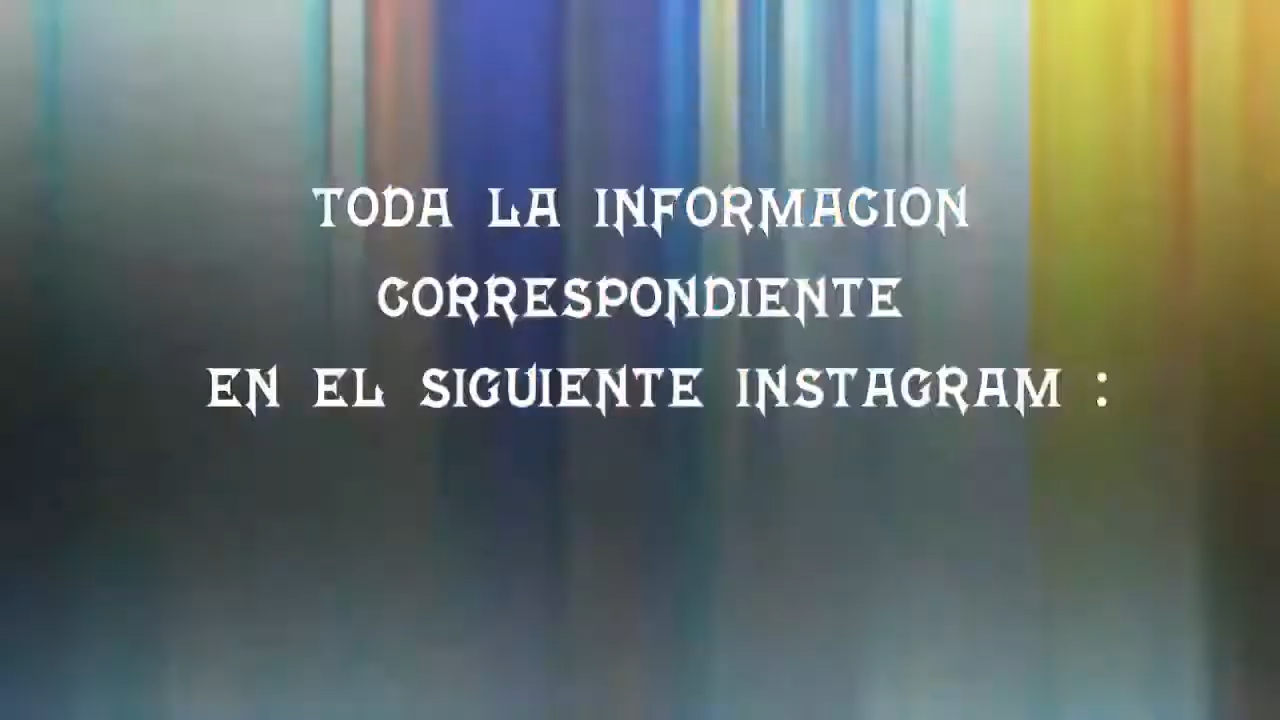 TODA LA INFORMACION
CORRESPONDIENTE
EN EL SIGUIENTE INSTAGRAM :